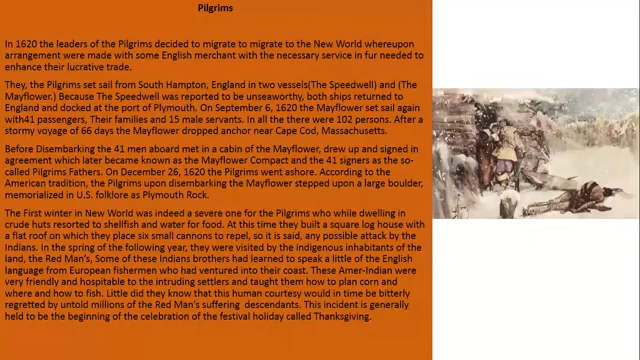 Pilgrims
In 1620 the leaders of the Pilgrims decided to migrate to migrate to the New World whereupon
arrangement were made with some English merchant with the necessary service in fur needed to
enhance their lucrative trade.
They, the Pilgrims set sail from South Hampton, England in two vessels(The Speedwell) and (The
Mayflower.) Because The Speedwell was reported to be unseaworthy, both ships returned to
England and docked at the port of Plymouth. On September 6, 1620 the Mayflower set sail again
with41 passengers, Their families and 15 male servants. In all the there were 102 persons. After a
stormy voyage of 66 days the Mayflower dropped anchor near Cape Cod, Massachusetts.
Before Disembarking the 41 men aboard met in a cabin of the Mayflower, drew up and signed in
agreement which later became known as the Mayflower Compact and the 41 signers as the so-
called Pilgrims Fathers. On December 26, 1620 the Pilgrims went ashore. According to the
American tradition, the Pilgrims upon disembarking the Mayflower stepped upon a large boulder,
memorialized in U.S. folklore as Plymouth Rock.
The First winter in New World was indeed a severe one for the Pilgrims who while dwelling in
crude huts resorted to shellfish and water for food. At this time they built a square log house with
a flat roof on which they place six small cannons to repel, so it is said, any possible attack by the
Indians. In the spring of the following year, they were visited by the indigenous inhabitants of the
land, the Red Man's, Some of these Indians brothers had learned to speak a little of the English
language from European fishermen who had ventured into their coast. These Amer-Indian were
very friendly and hospitable to the intruding settlers and taught them how to plan corn and
where and how to fish. Little did they know that this human courtesy would in time be bitterly
regretted by untold millions of the Red Man's suffering descendants. This incident is generally
held to be the beginning of the celebration of the festival holiday called Thanksgiving.